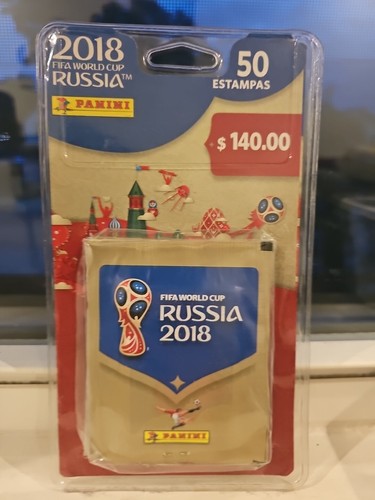 2018
FIFA WORLD CUP
RUSSIA™
PANINI
50
ESTAMPAS
$ 140.00
FIFA WORLD CUP
RUSSIA
2018
PANINI